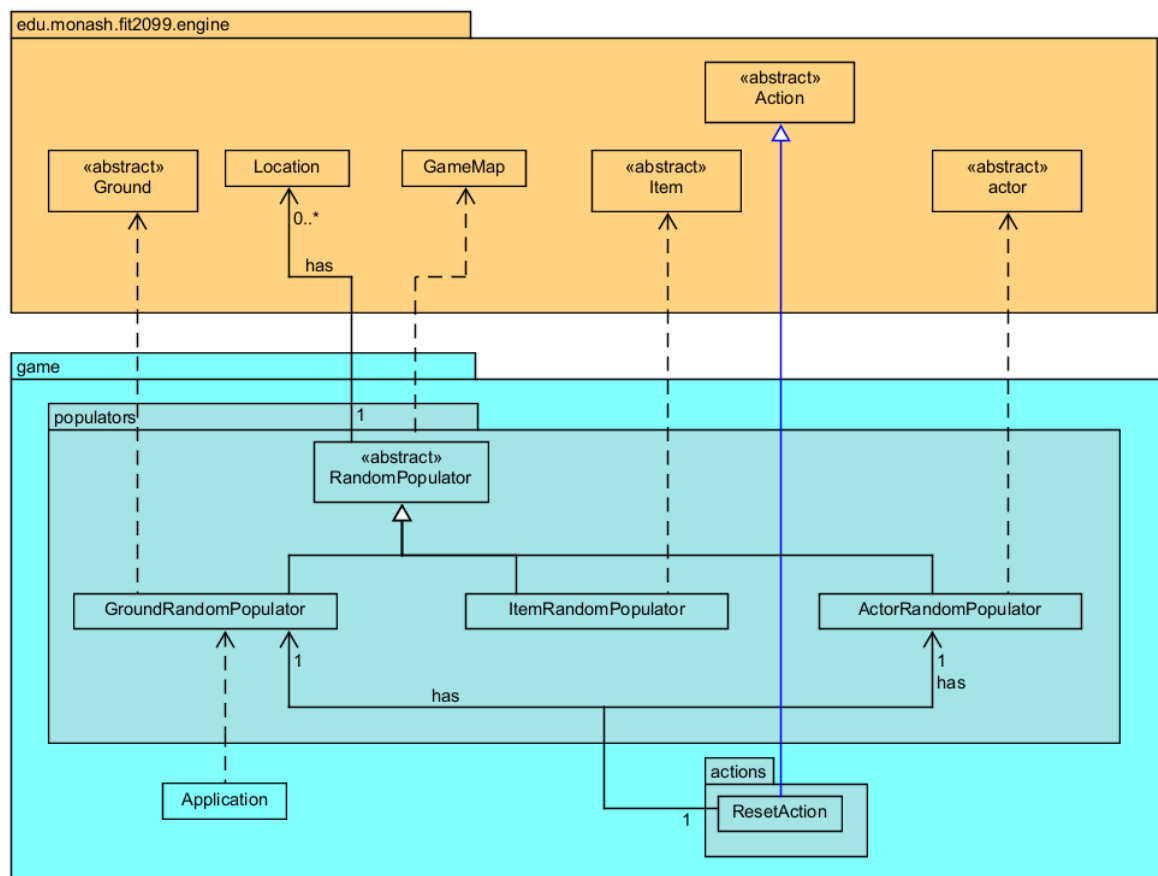 edu.monash.fit2099.engine
«abstract»
Action
«abstract»
Ground
Location
GameMap
«abstract»
Item
«abstract»
actor
0..*
has
game
populators
1
«abstract»
RandomPopulator
GroundRandomPopulator
ItemRandomPopulator
ActorRandomPopulator
1
1
has
has
actions
Application
ResetAction
1